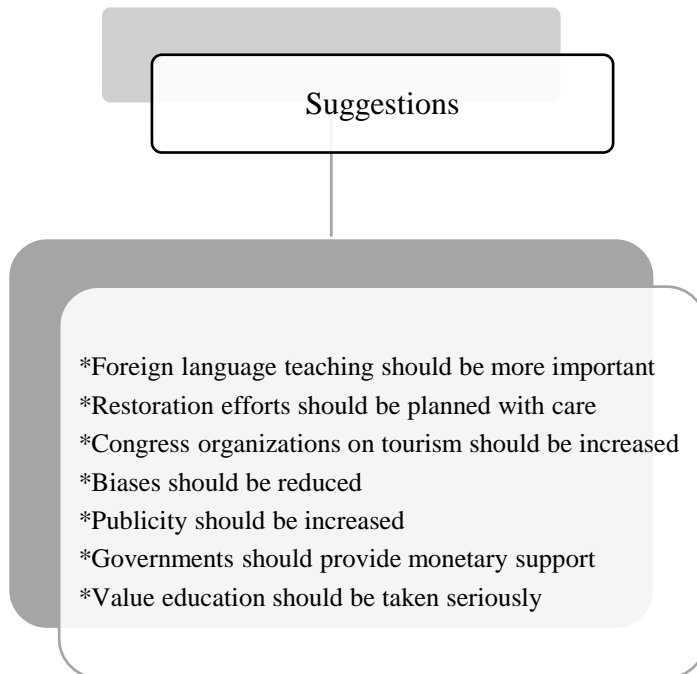 Suggestions
*Foreign language teaching should be more important
*Restoration efforts should be planned with care
*Congress organizations on tourism should be increased
*Biases should be reduced
*Publicity should be increased
*Governments should provide monetary support
*Value education should be taken seriously